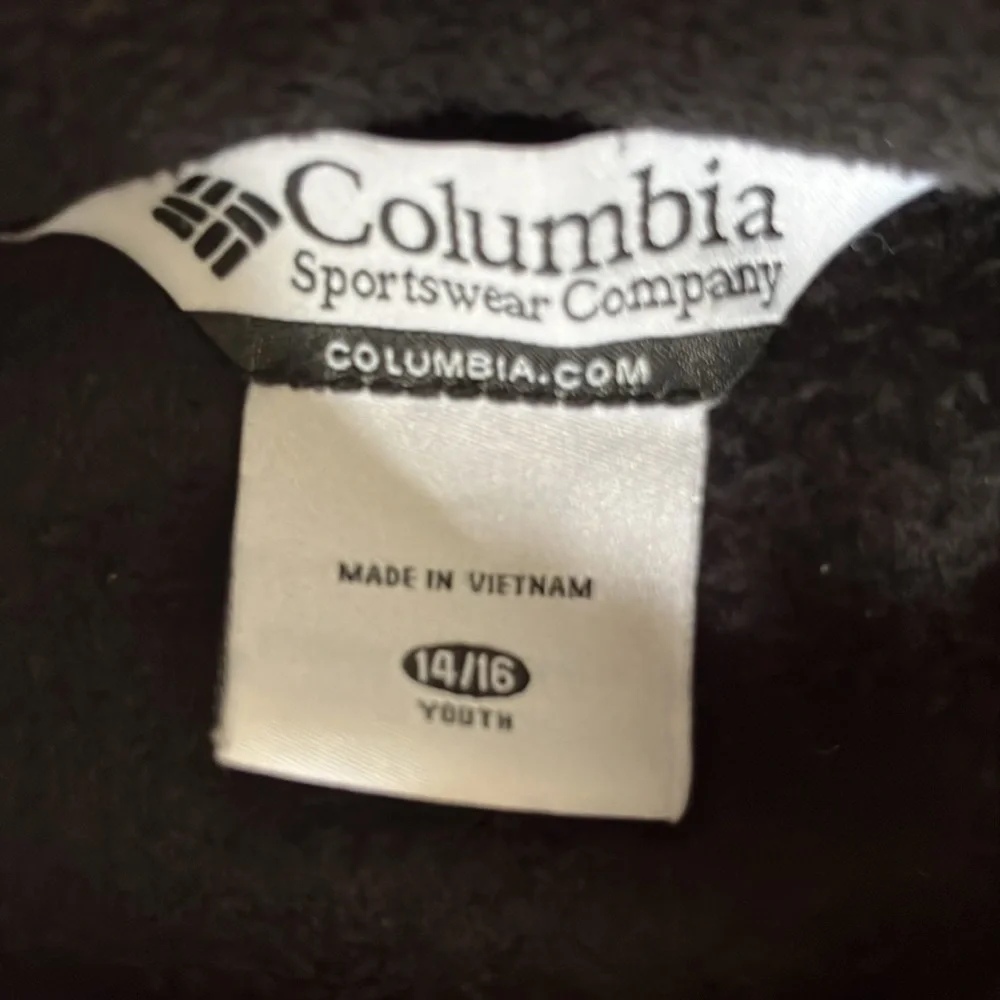 Columbia
Sportswear Company
COLUMBIA.COM
MADE IN VIETNAM
14/16
YOUTH